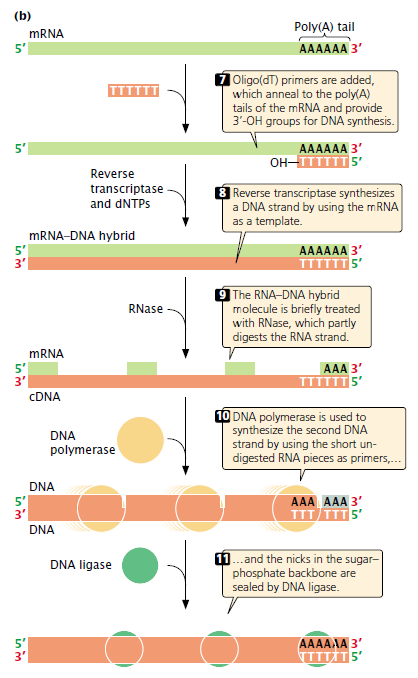 (b)
Poly(A) tail
mRNA
5′ AAAAAA 3′
TTTTTT
7 Oligo(dT) primers are added,
which anneal to the poly(A)
tails of the mRNA and provide
3′-OH groups for DNA synthesis.
5′ AAAAAA 3′
OH TTTTTT 5′
Reverse
transcriptase
and dNTPs
8 Reverse transcriptase synthesizes
a DNA strand by using the mRNA
as a template.
mRNA–DNA hybrid
5′ AAAAAA 3′
3′ TTTTTT 5′
RNase
9 The RNA–DNA hybrid
molecule is briefly treated
with RNase, which partly
digests the RNA strand.
mRNA
5′ AAA 3′
3′ TTTTTT 5′
cDNA
DNA
polymerase
10 DNA polymerase is used to
synthesize the second DNA
strand by using the short un-
digested RNA pieces as primers,...
DNA
5′ AAA AAA 3′
3′ TTT TTT 5′
DNA
DNA ligase
11 ...and the nicks in the sugar–
phosphate backbone are
sealed by DNA ligase.
5′ AAAAAA 3′
3′ TTTTTT 5′